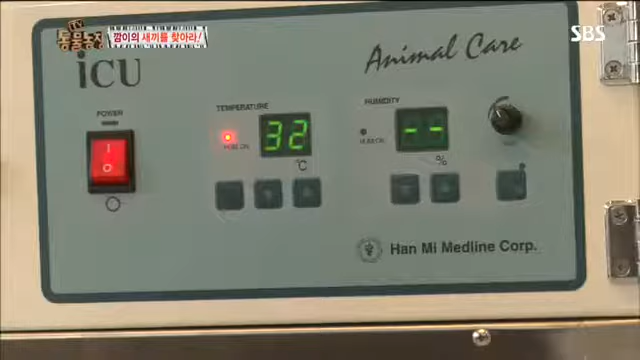 TV
동물농장
깜이의 새끼를 찾아라!
SBS
iCU
Animal Care
POWER
TEMPERATURE
HUMIDITY
32
--
°C
%
Han Mi Medline Corp.